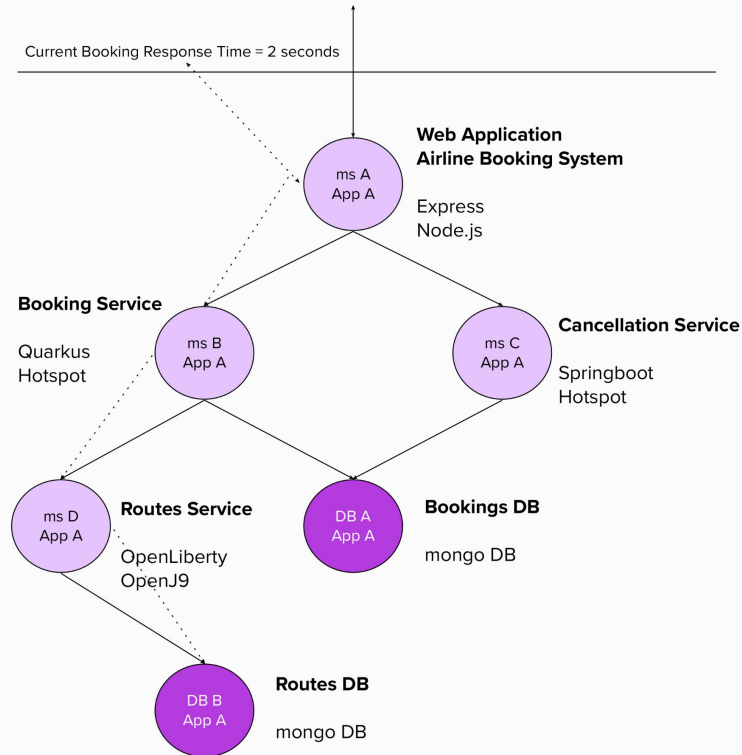 Current Booking Response Time = 2 seconds
Web Application
Airline Booking System
ms A
App A
Express
Node.js
Booking Service
Quarkus
Hotspot
ms B
App A
ms C
App A
Cancellation Service
Springboot
Hotspot
ms D
App A
Routes Service
OpenLiberty
OpenJ9
DB A
App A
Bookings DB
mongo DB
DB B
App A
Routes DB
mongo DB